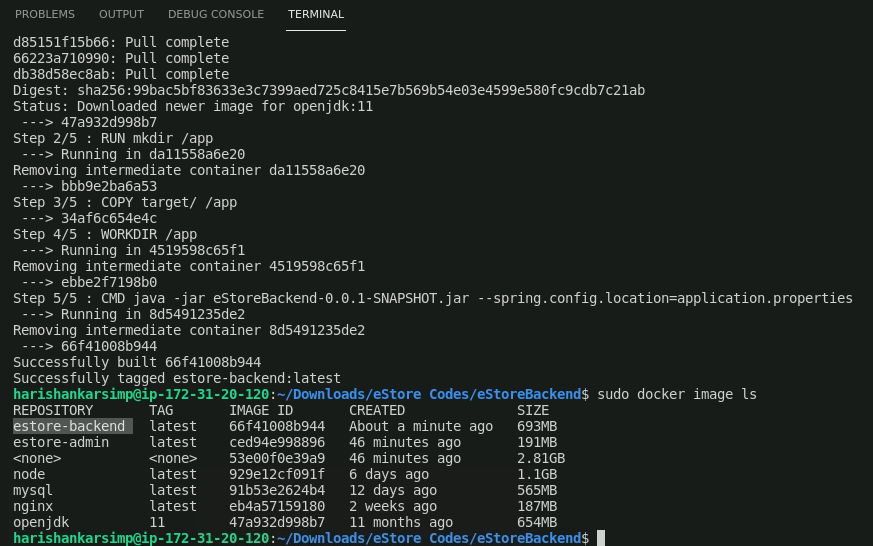 PROBLEMS OUTPUT DEBUG CONSOLE TERMINAL
d85151f15b66: Pull complete
66223a710990: Pull complete
db38d58ec8ab: Pull complete
Digest: sha256:99bac5bf83633e3c7399aed725c8415e7b569b54e03e4599e580fc9cdb7c21ab
Status: Downloaded newer image for openjdk:11
 ---> 47a932d998b7
Step 2/5 : RUN mkdir /app
 ---> Running in da11558a6e20
Removing intermediate container da11558a6e20
 ---> bbb9e2ba6a53
Step 3/5 : COPY target/ /app
 ---> 34af6c654e4c
Step 4/5 : WORKDIR /app
 ---> Running in 4519598c65f1
Removing intermediate container 4519598c65f1
 ---> ebbe2f7198b0
Step 5/5 : CMD java -jar eStoreBackend-0.0.1-SNAPSHOT.jar --spring.config.location=application.properties
 ---> Running in 8d5491235de2
Removing intermediate container 8d5491235de2
 ---> 66f41008b944
Successfully built 66f41008b944
Successfully tagged estore-backend:latest
harishankarsimp@ip-172-31-20-120:~/Downloads/eStore Codes/eStoreBackend$ sudo docker image ls
REPOSITORY TAG IMAGE ID CREATED SIZE
estore-backend latest 66f41008b944 About a minute ago 693MB
estore-admin latest ced94e998896 46 minutes ago 191MB
<none> <none> 53e00f0e39a9 46 minutes ago 2.81GB
node latest 929e12cf091f 6 days ago 1.1GB
mysql latest 91b53e2624b4 12 days ago 565MB
nginx latest eb4a57159180 2 weeks ago 187MB
openjdk 11 47a932d998b7 11 months ago 654MB
harishankarsimp@ip-172-31-20-120:~/Downloads/eStore Codes/eStoreBackend$